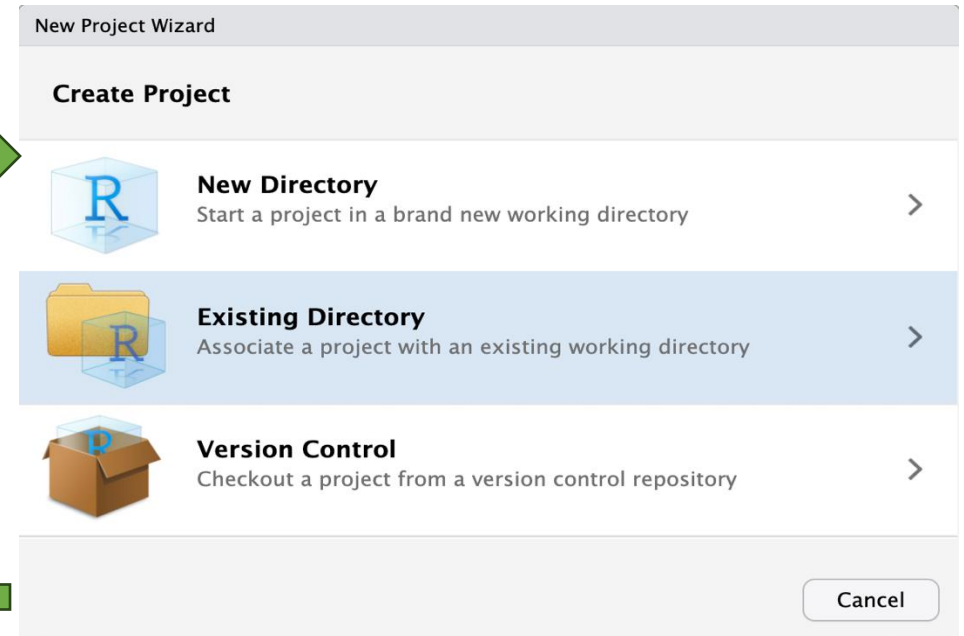 New Project Wizard
Create Project
New Directory
Start a project in a brand new working directory
Existing Directory
Associate a project with an existing working directory
Version Control
Checkout a project from a version control repository
Cancel